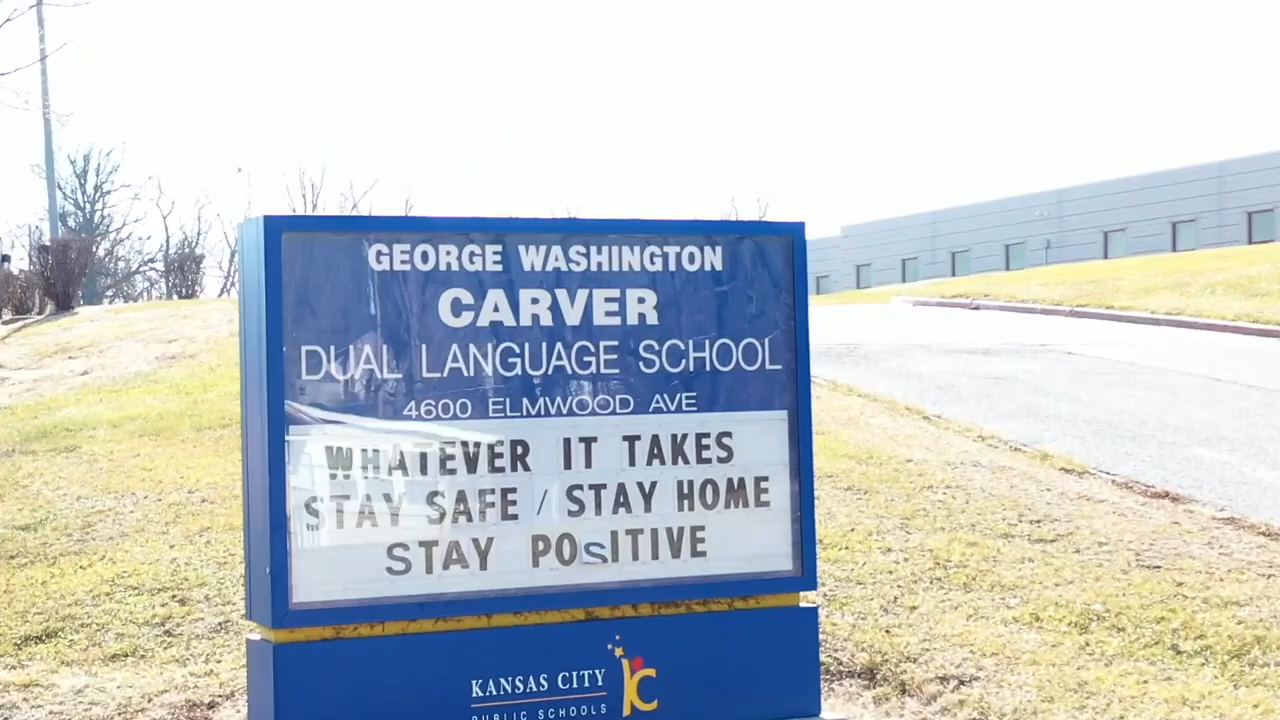 GEORGE WASHINGTON
CARVER
DUAL LANGUAGE SCHOOL
4600 ELMWOOD AVE
WHATEVER IT TAKES
STAY SAFE / STAY HOME
STAY POSITIVE
KANSAS CITY
PUBLIC SCHOOLS
KC